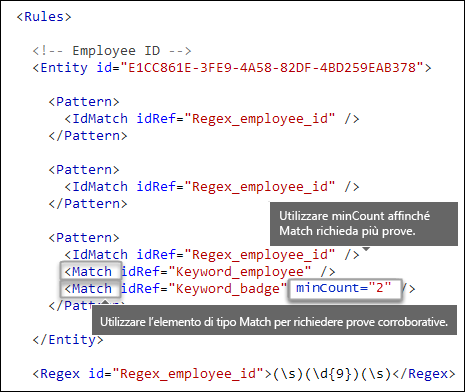 <Rules>
<!-- Employee ID -->
<Entity id="E1CC861E-3FE9-4A58-82DF-4BD259EAB378">
<Pattern>
<IdMatch idRef="Regex_employee_id" />
</Pattern>
<Pattern>
<IdMatch idRef="Regex_employee_id" />
</Pattern>
Utilizzare minCount affinché
Match richieda più prove.
<Pattern>
<IdMatch idRef="Regex_employee_id" />
<Match idRef="Keyword_employee" />
<Match idRef="Keyword_badge" minCount="2" />
</Pa
Utilizzare l'elemento di tipo Match per richiedere prove corroborative.
</Entity>
<Regex id="Regex_employee_id">(\s)(\d{9})(\s)</Regex>